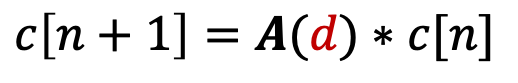 c[n + 1] = A(d) * c[n]